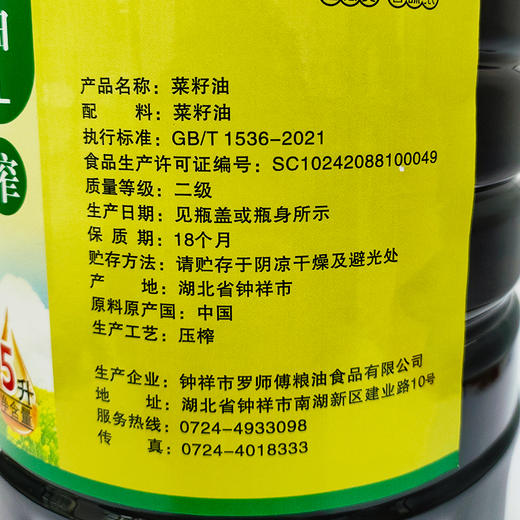 产品名称：菜籽油
配 料：菜籽油
执行标准：GB/T 1536-2021
食品生产许可证编号：SC10242088100049
质量等级：二级
生产日期：见瓶盖或瓶身所示
保 质 期：18个月
贮存方法：请贮存于阴凉干燥及避光处
产 地：湖北省钟祥市
原料原产国：中国
生产工艺：压榨
生产企业：钟祥市罗师傅粮油食品有限公司
地 址：湖北省钟祥市南湖新区建业路10号
服务热线：0724-4933098
传 真：0724-4018333
榨
5升